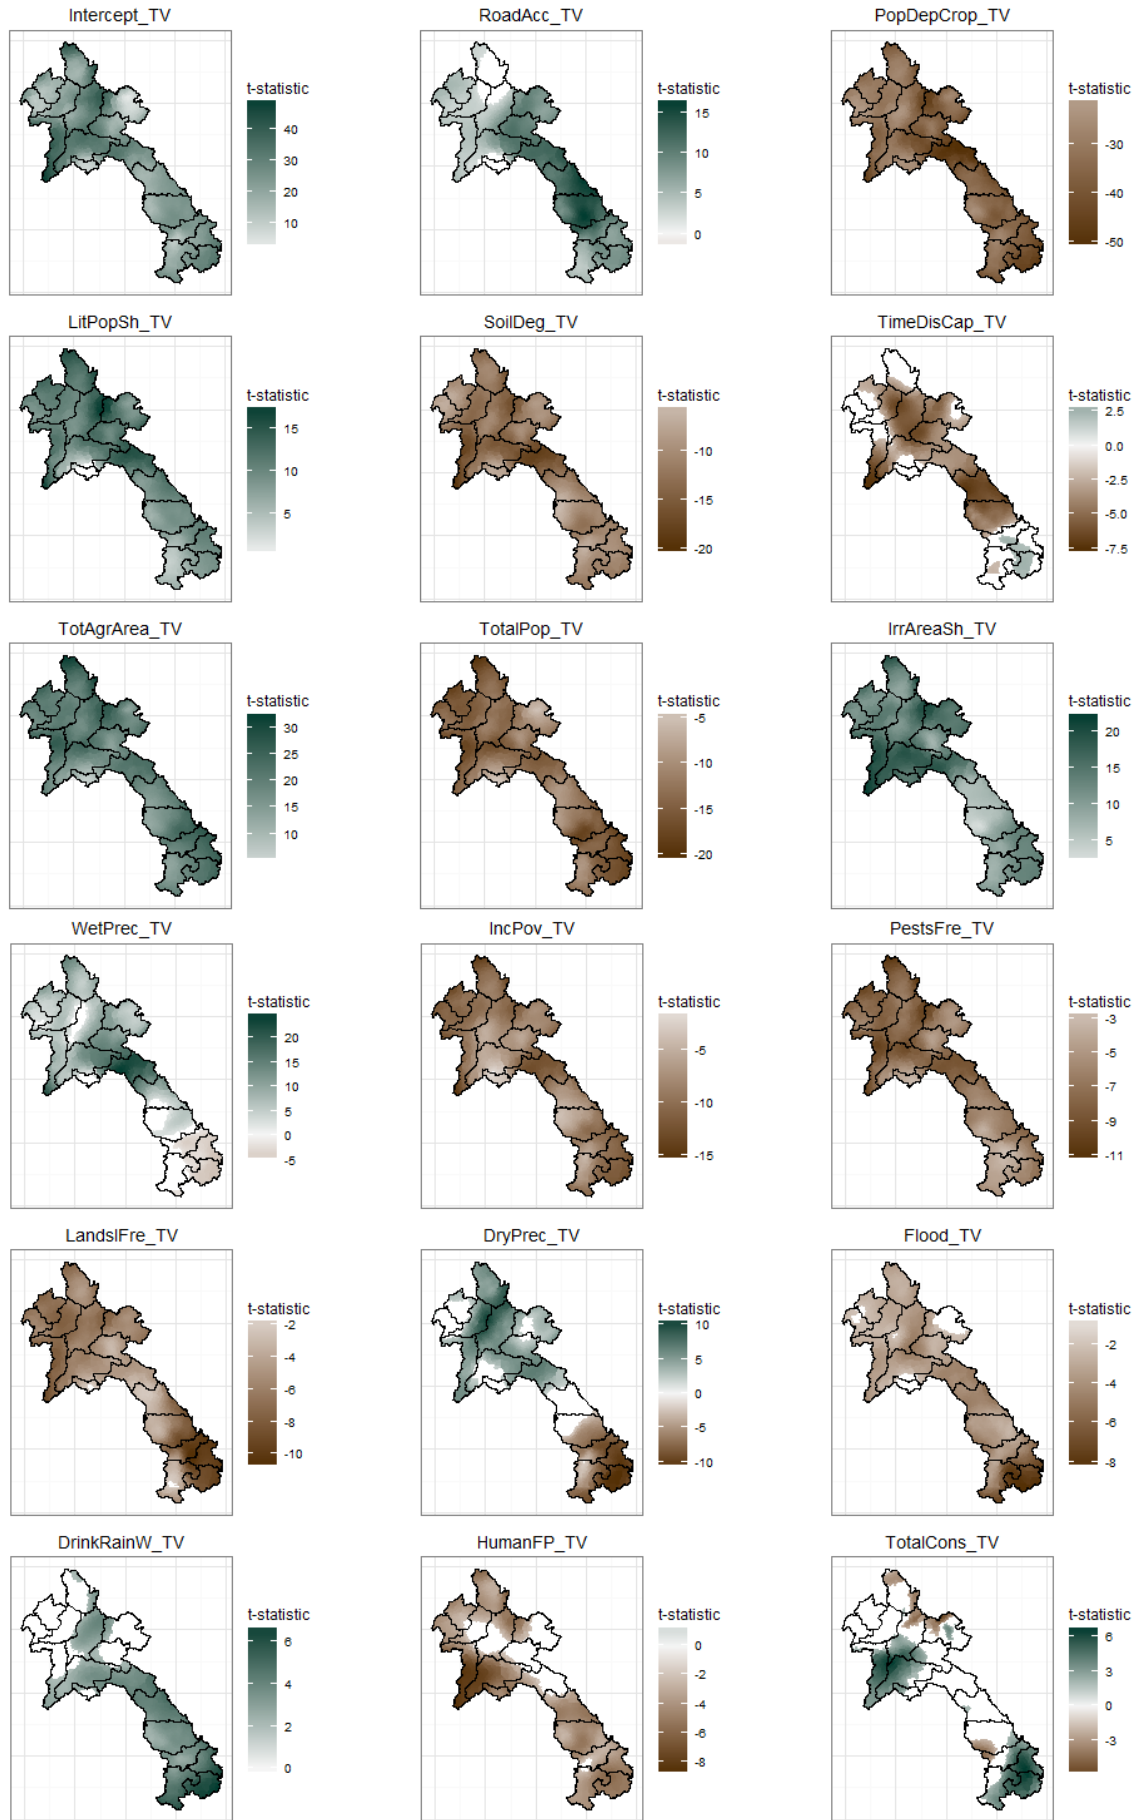 Intercept_TV
t-statistic
40
30
20
10
RoadAcc_TV
t-statistic
15
10
5
0
PopDepCrop_TV
t-statistic
-30
-40
-50
LitPopSh_TV
t-statistic
15
10
5
SoilDeg_TV
t-statistic
-10
-15
-20
TimeDisCap_TV
t-statistic
2.5
0.0
-2.5
-5.0
-7.5
TotAgrArea_TV
t-statistic
30
25
20
15
10
TotalPop_TV
t-statistic
-5
-10
-15
-20
IrrAreaSh_TV
t-statistic
20
15
10
5
WetPrec_TV
t-statistic
20
15
10
5
0
-5
IncPov_TV
t-statistic
-5
-10
-15
PestsFre_TV
t-statistic
-3
-5
-7
-9
-11
LandslFre_TV
t-statistic
-2
-4
-6
-8
-10
DryPrec_TV
t-statistic
10
5
0
-5
-10
Flood_TV
t-statistic
-2
-4
-6
-8
DrinkRainW_TV
t-statistic
6
4
2
0
HumanFP_TV
t-statistic
0
-2
-4
-6
-8
TotalCons_TV
t-statistic
6
3
0
-3